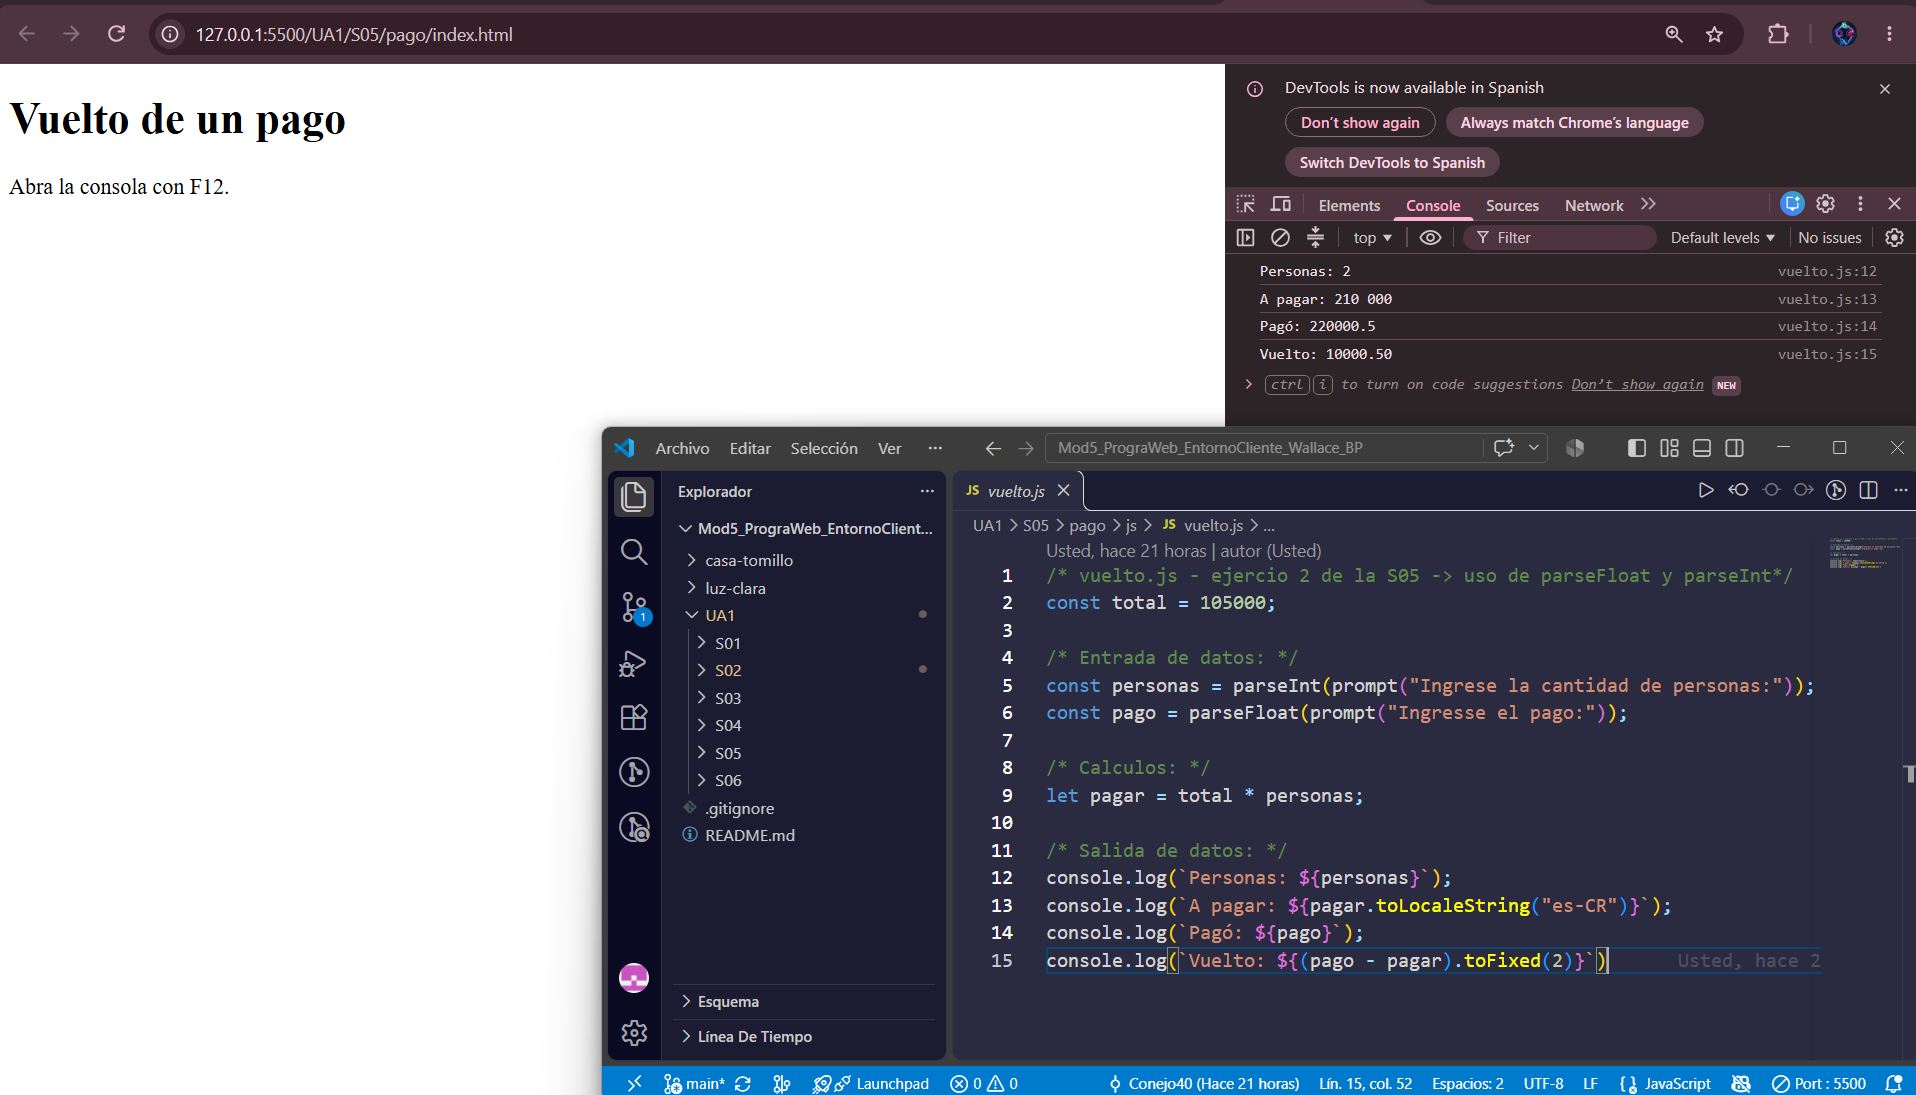 127.0.0.1:5500/UA1/S05/pago/index.html
Vuelto de un pago
Abra la consola con F12.
DevTools is now available in Spanish
Don't show again
Always match Chrome's language
Switch DevTools to Spanish
Elements Console Sources Network
top Filter Default levels No issues
Personas: 2 vuelto.js:12
A pagar: 210 000 vuelto.js:13
Pagó: 220000.5 vuelto.js:14
Vuelto: 10000.50 vuelto.js:15
ctrl i to turn on code suggestions Don't show again NEW
Archivo Editar Selección Ver ... Mod5_PrograWeb_EntornoCliente_Wallace_BP
Explorador
Mod5_PrograWeb_EntornoClient...
casa-tomillo
luz-clara
UA1
S01
S02
S03
S04
S05
S06
.gitignore
README.md
Esquema
Línea De Tiempo
1
JS vuelto.js
UA1 > S05 > pago > js > JS vuelto.js > ...
Usted, hace 21 horas | autor (Usted)
1 /* vuelto.js - ejercio 2 de la S05 -> uso de parseFloat y parseInt*/
2 const total = 105000;
3
4 /* Entrada de datos: */
5 const personas = parseInt(prompt("Ingrese la cantidad de personas:"));
6 const pago = parseFloat(prompt("Ingresse el pago:"));
7
8 /* Calculos: */
9 let pagar = total * personas;
10
11 /* Salida de datos: */
12 console.log(`Personas: ${personas}`);
13 console.log(`A pagar: ${pagar.toLocaleString("es-CR")}`);
14 console.log(`Pagó: ${pago}`);
15 console.log(`Vuelto: ${(pago - pagar).toFixed(2)}`) Usted, hace 2
main* Launchpad 0 0 Conejo40 (Hace 21 horas) Lín. 15, col. 52 Espacios: 2 UTF-8 LF JavaScript Port : 5500